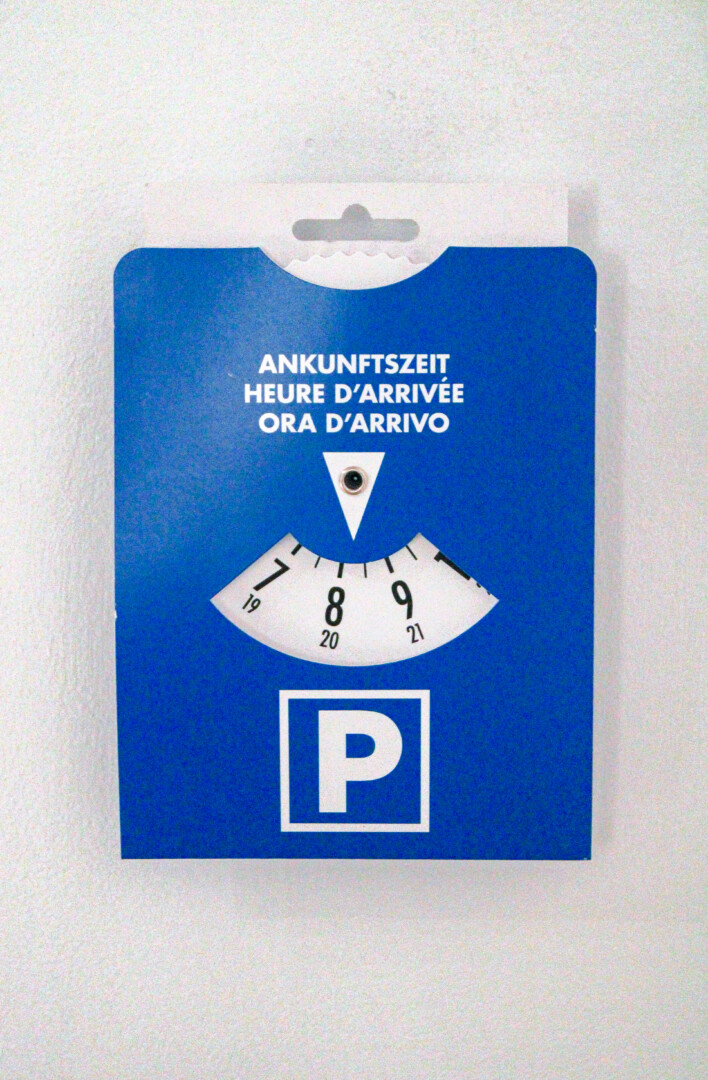 ANKUNFTSZEIT
HEURE D'ARRIVÉE
ORA D'ARRIVO
7 8 9
19 20 21
P